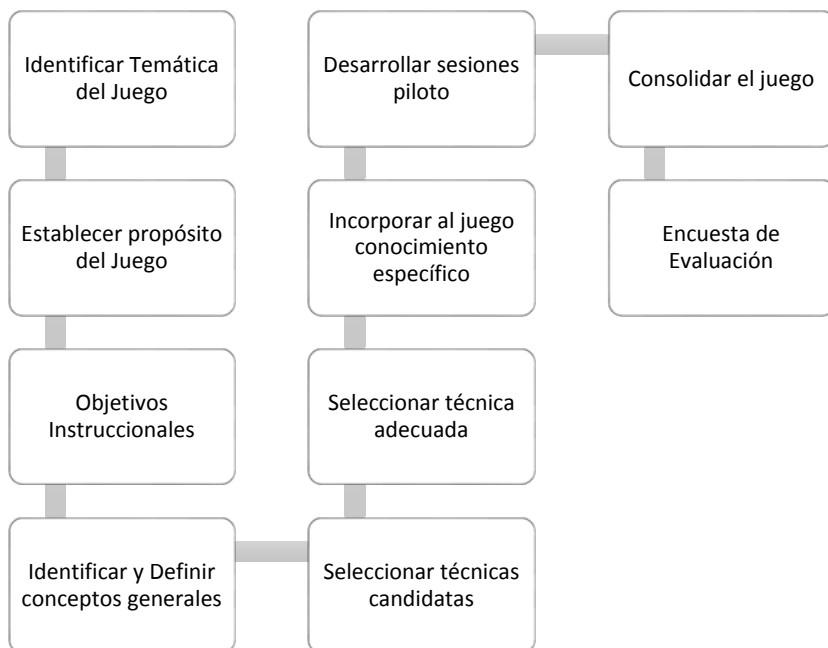 Identificar Temática
del Juego
Establecer propósito
del Juego
Objetivos
Instruccionales
Identificar y Definir
conceptos generales
Seleccionar técnicas
candidatas
Seleccionar técnica
adecuada
Incorporar al juego
conocimiento
específico
Desarrollar sesiones
piloto
Consolidar el juego
Encuesta de
Evaluación